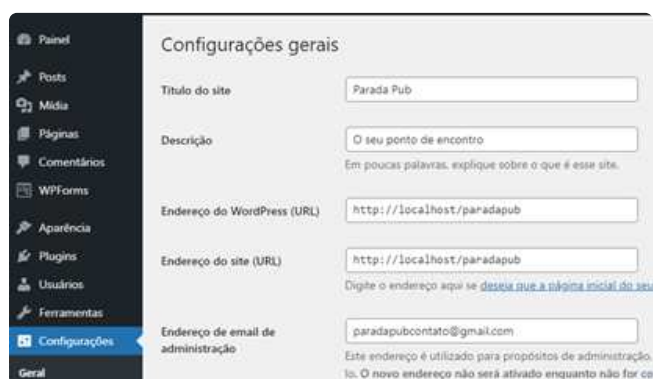 Painel
Posts
Mídia
Páginas
Comentários
WPForms
Aparência
Plugins
Usuários
Ferramentas
Configurações
Geral
Configurações gerais
Título do site
Parada Pub
Descrição
O seu ponto de encontro
Em poucas palavras, explique sobre o que é esse site.
Endereço do WordPress (URL)
http://localhost/paradapub
Endereço do site (URL)
http://localhost/paradapub
Digite o endereço aqui se deseja que a página inicial do seu
Endereço de email de
administração
paradapubcontato@gmail.com
Este endereço é utilizado para propósitos de administração.
lo. O novo endereço não será ativado enquanto não for co